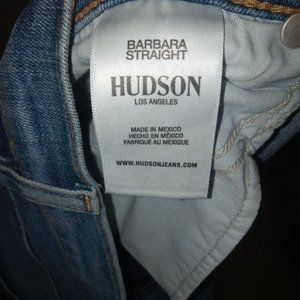 BARBARA
STRAIGHT
HUDSON
LOS ANGELES
MADE IN MEXICO
HECHO EN MÉXICO
FABRIQUÉ AU MEXIQUE
WWW.HUDSONJEANS.COM